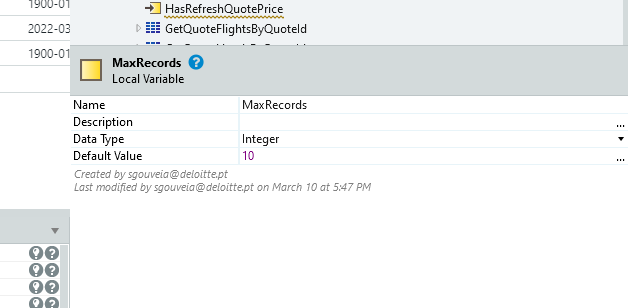 1900-01
HasRefreshQuotePrice
2022-03
GetQuoteFlightsByQuoteId
1900-01
MaxRecords
Local Variable
Name MaxRecords
Description ...
Data Type Integer
Default Value 10 ...
Created by sgouveia@deloitte.pt
Last modified by sgouveia@deloitte.pt on March 10 at 5:47 PM